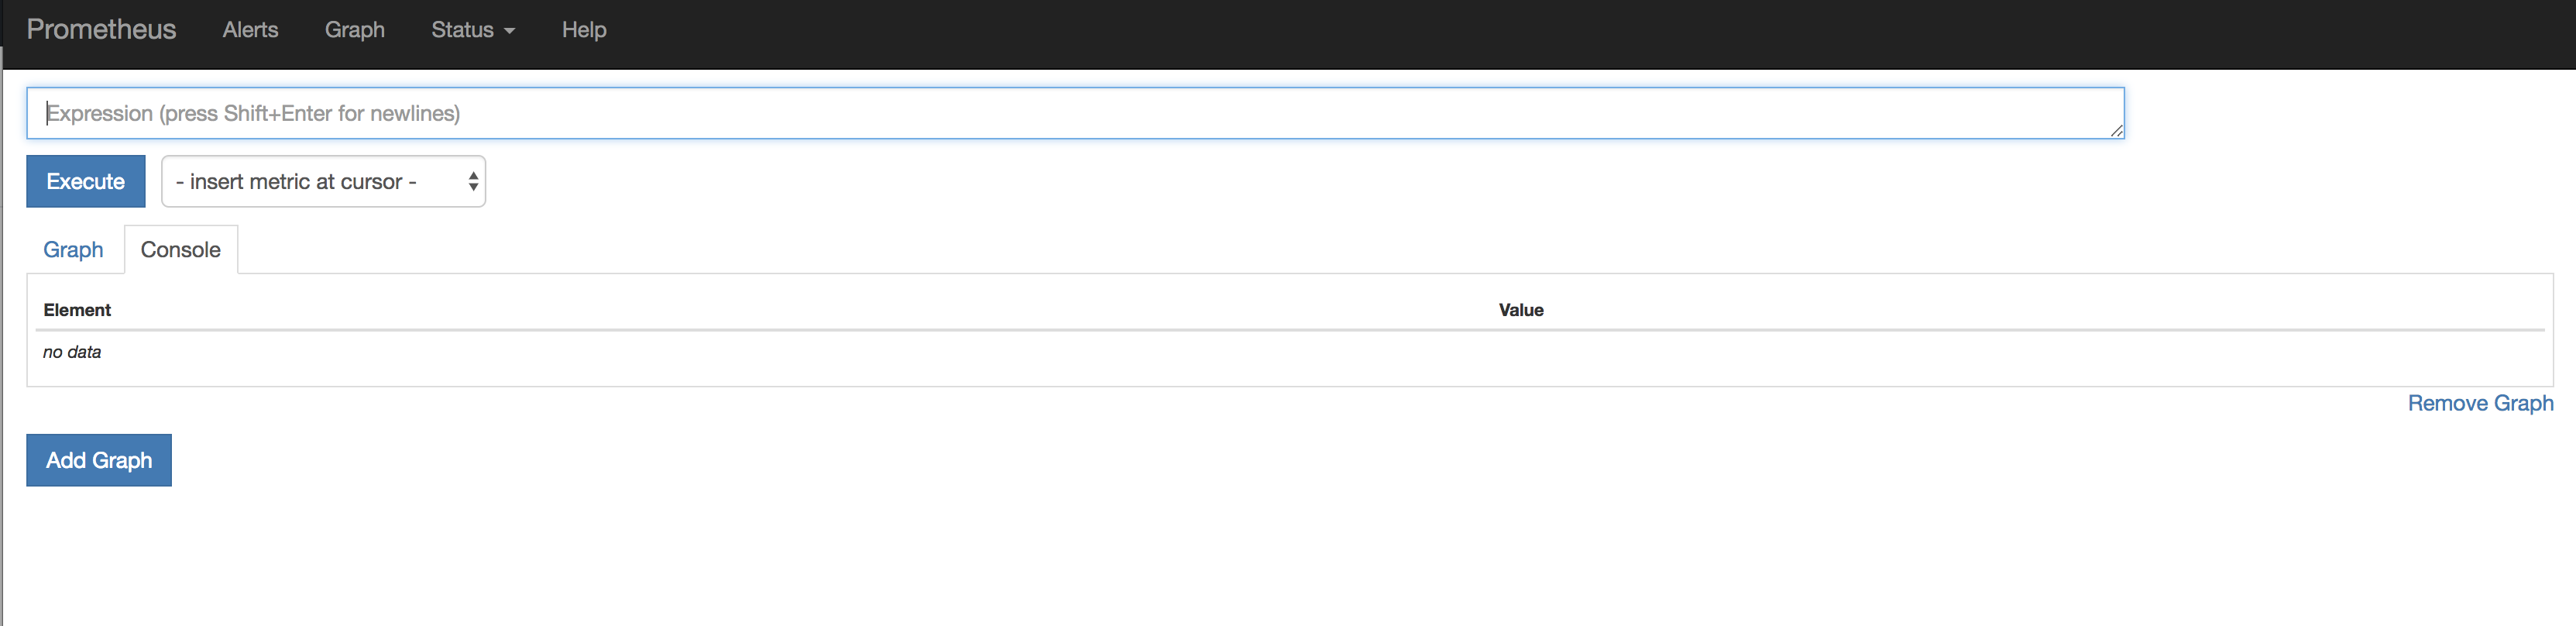 Prometheus Alerts Graph Status Help
Expression (press Shift+Enter for newlines)
Execute - insert metric at cursor -
Graph Console
Element Value
no data
Remove Graph
Add Graph